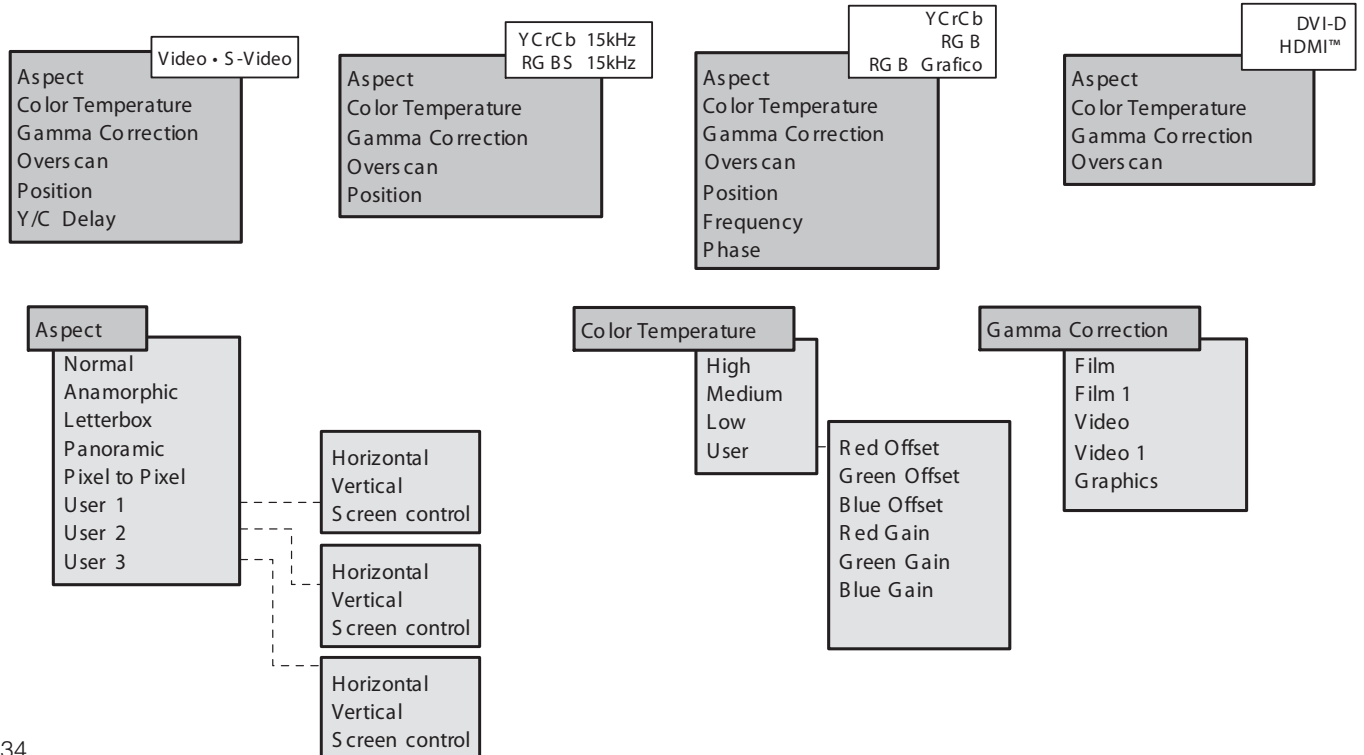 Video • S-Video
Aspect
Color Temperature
Gamma Correction
Overscan
Position
Y/C Delay
YCrCb 15kHz
RGBS 15kHz
Aspect
Color Temperature
Gamma Correction
Overscan
Position
YCrCb
RGB
RGB Grafico
Aspect
Color Temperature
Gamma Correction
Overscan
Position
Frequency
Phase
DVI-D
HDMI™
Aspect
Color Temperature
Gamma Correction
Overscan
Aspect
Normal
Anamorphic
Letterbox
Panoramic
Pixel to Pixel
User 1
User 2
User 3
Horizontal
Vertical
Screen control
Horizontal
Vertical
Screen control
Horizontal
Vertical
Screen control
Color Temperature
High
Medium
Low
User
Red Offset
Green Offset
Blue Offset
Red Gain
Green Gain
Blue Gain
Gamma Correction
Film
Film 1
Video
Video 1
Graphics
34